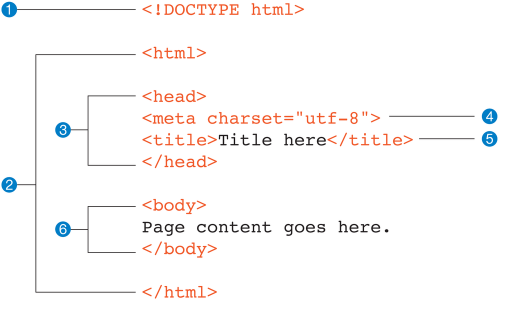 1 <!DOCTYPE html>
<html>
<head>
3 <meta charset="utf-8"> 4
<title>Title here</title> 5
</head>
2
<body>
6 Page content goes here.
</body>
</html>